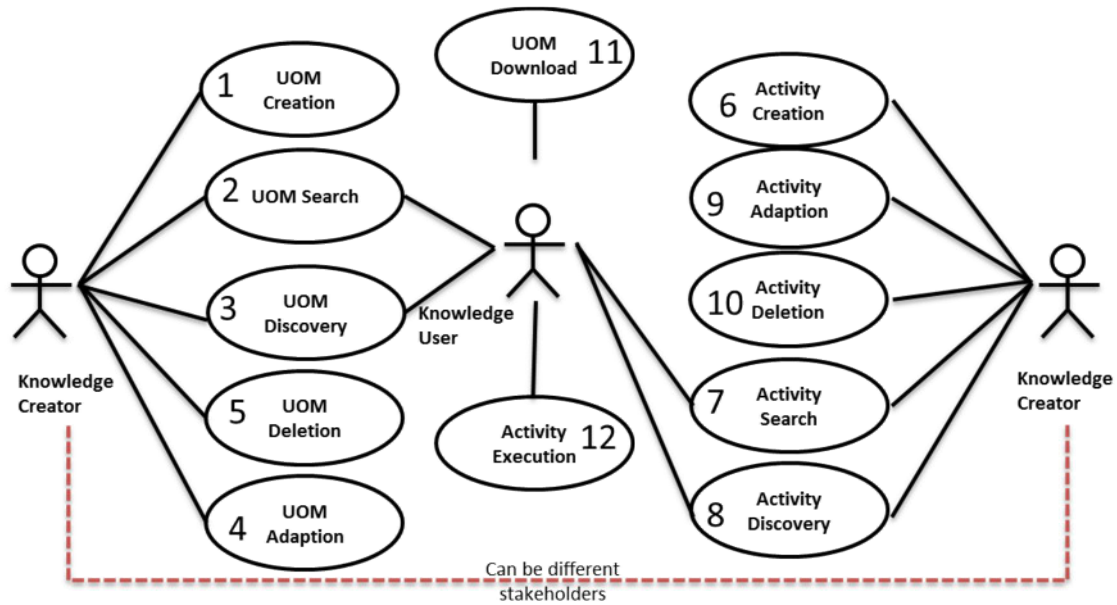 1
UOM
Creation
2
UOM Search
3
UOM
Discovery
5
UOM
Deletion
4
UOM
Adaption
Knowledge
Creator
UOM
Download
11
Knowledge
User
Activity
Execution
12
6
Activity
Creation
9
Activity
Adaption
10
Activity
Deletion
7
Activity
Search
8
Activity
Discovery
Knowledge
Creator
Can be different
stakeholders